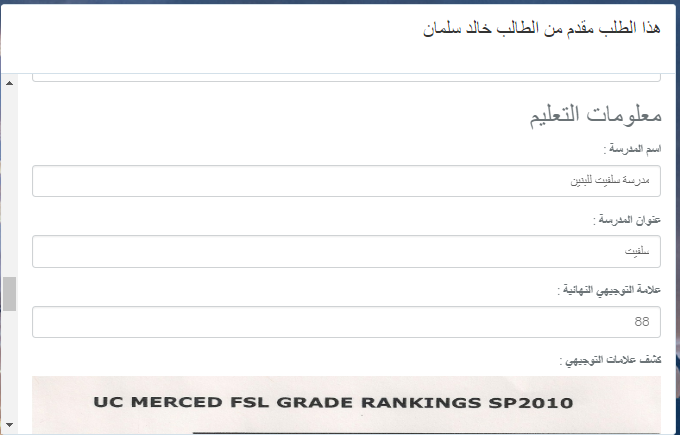 هذا الطلب مقدم من الطالب خالد سلمان
معلومات التعليم
اسم المدرسة :
مدرسة سلفيت للبنين
عنوان المدرسة :
سلفيت
علامة التوجيهي النهائية :
88
كشف علامات التوجيهي :
UC MERCED FSL GRADE RANKINGS SP2010